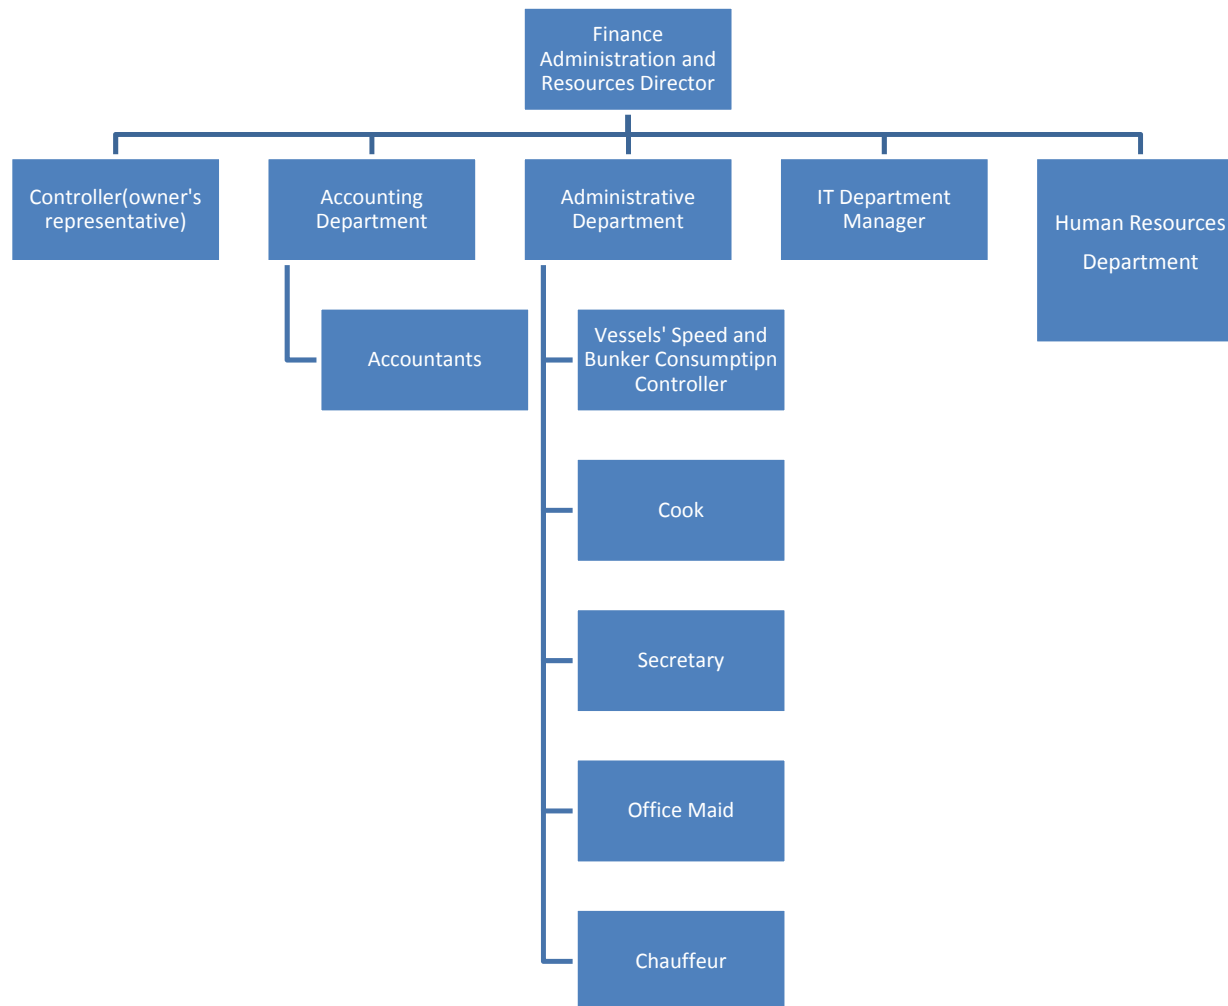 Finance
Administration and
Resources Director
Controller(owner's
representative)
Accounting
Department
Administrative
Department
IT Department
Manager
Human Resources
Department
Accountants
Vessels' Speed and
Bunker Consumptipn
Controller
Cook
Secretary
Office Maid
Chauffeur